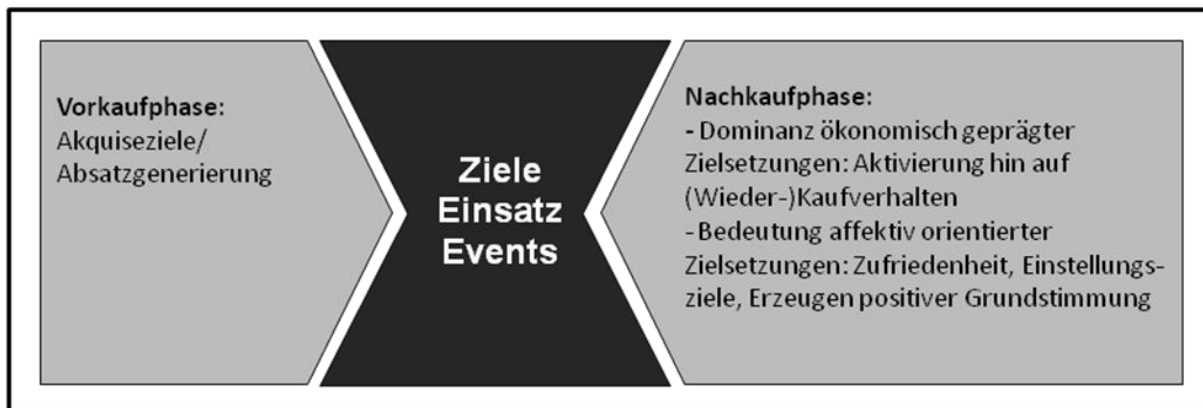 Vorkaufphase:
Akquiseziele/
Absatzgenerierung
Ziele
Einsatz
Events
Nachkaufphase:
- Dominanz ökonomisch geprägter
Zielsetzungen: Aktivierung hin auf
(Wieder-)Kaufverhalten
- Bedeutung affektiv orientierter
Zielsetzungen: Zufriedenheit, Einstellungs-
ziele, Erzeugen positiver Grundstimmung